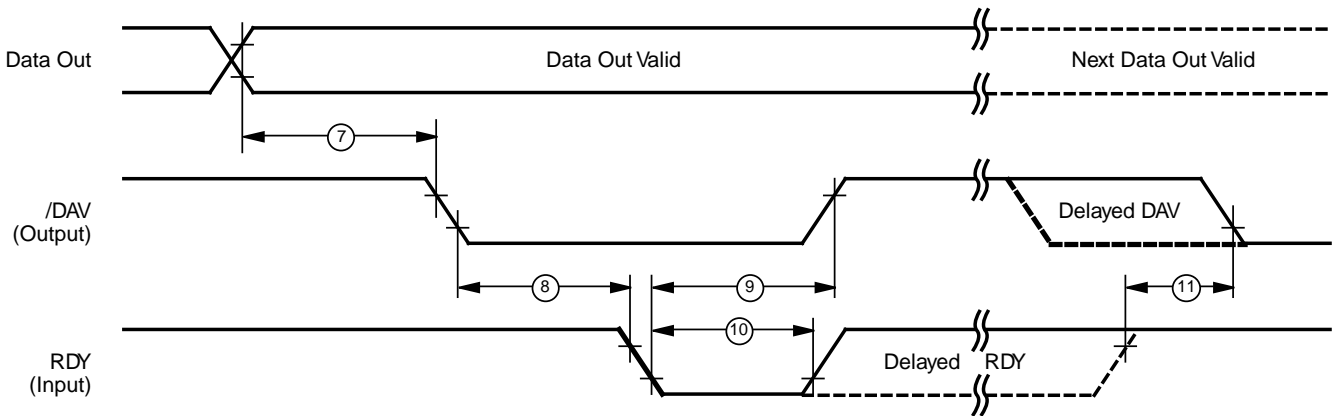 Data Out
Data Out Valid
Next Data Out Valid
7
/DAV
(Output)
Delayed DAV
8
9
11
10
RDY
(Input)
Delayed RDY